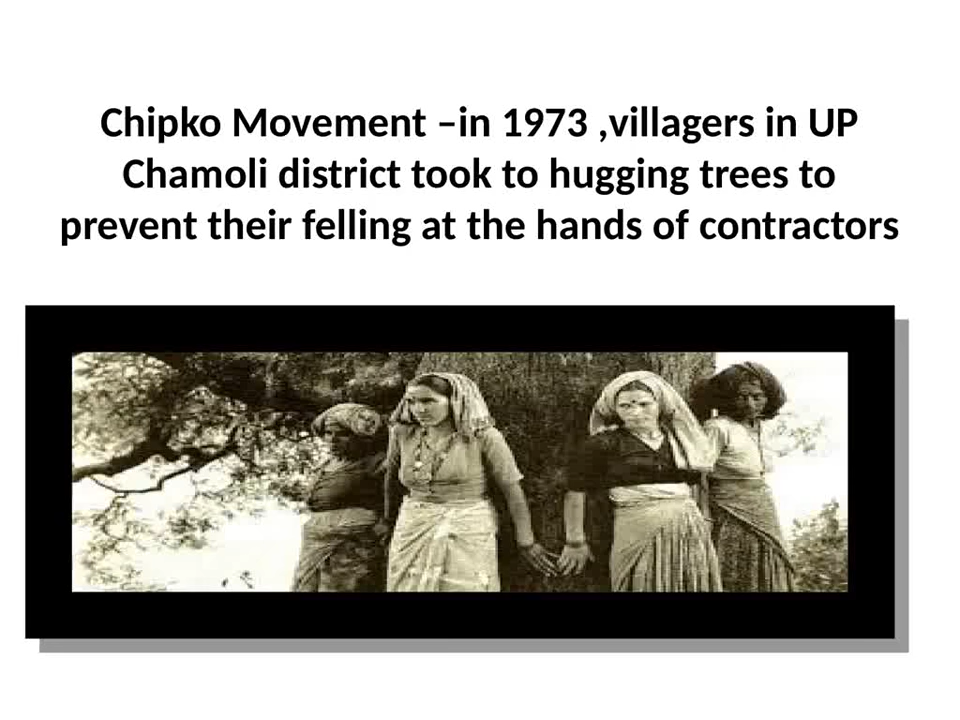 Chipko Movement –in 1973 ,villagers in UP
Chamoli district took to hugging trees to
prevent their felling at the hands of contractors